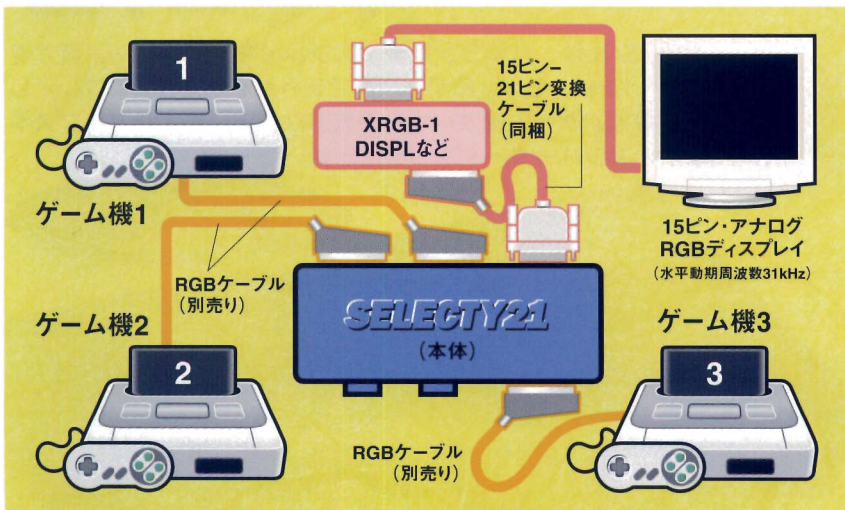 1
ゲーム機1
XRGB-1
DISPLなど
15ピン–
21ピン変換
ケーブル
(同梱)
15ピン・アナログ
RGBディスプレイ
(水平動期周波数31kHz)
RGBケーブル
(別売り)
ゲーム機2
2
SELECTY21
(本体)
ゲーム機3
3
RGBケーブル
(別売り)